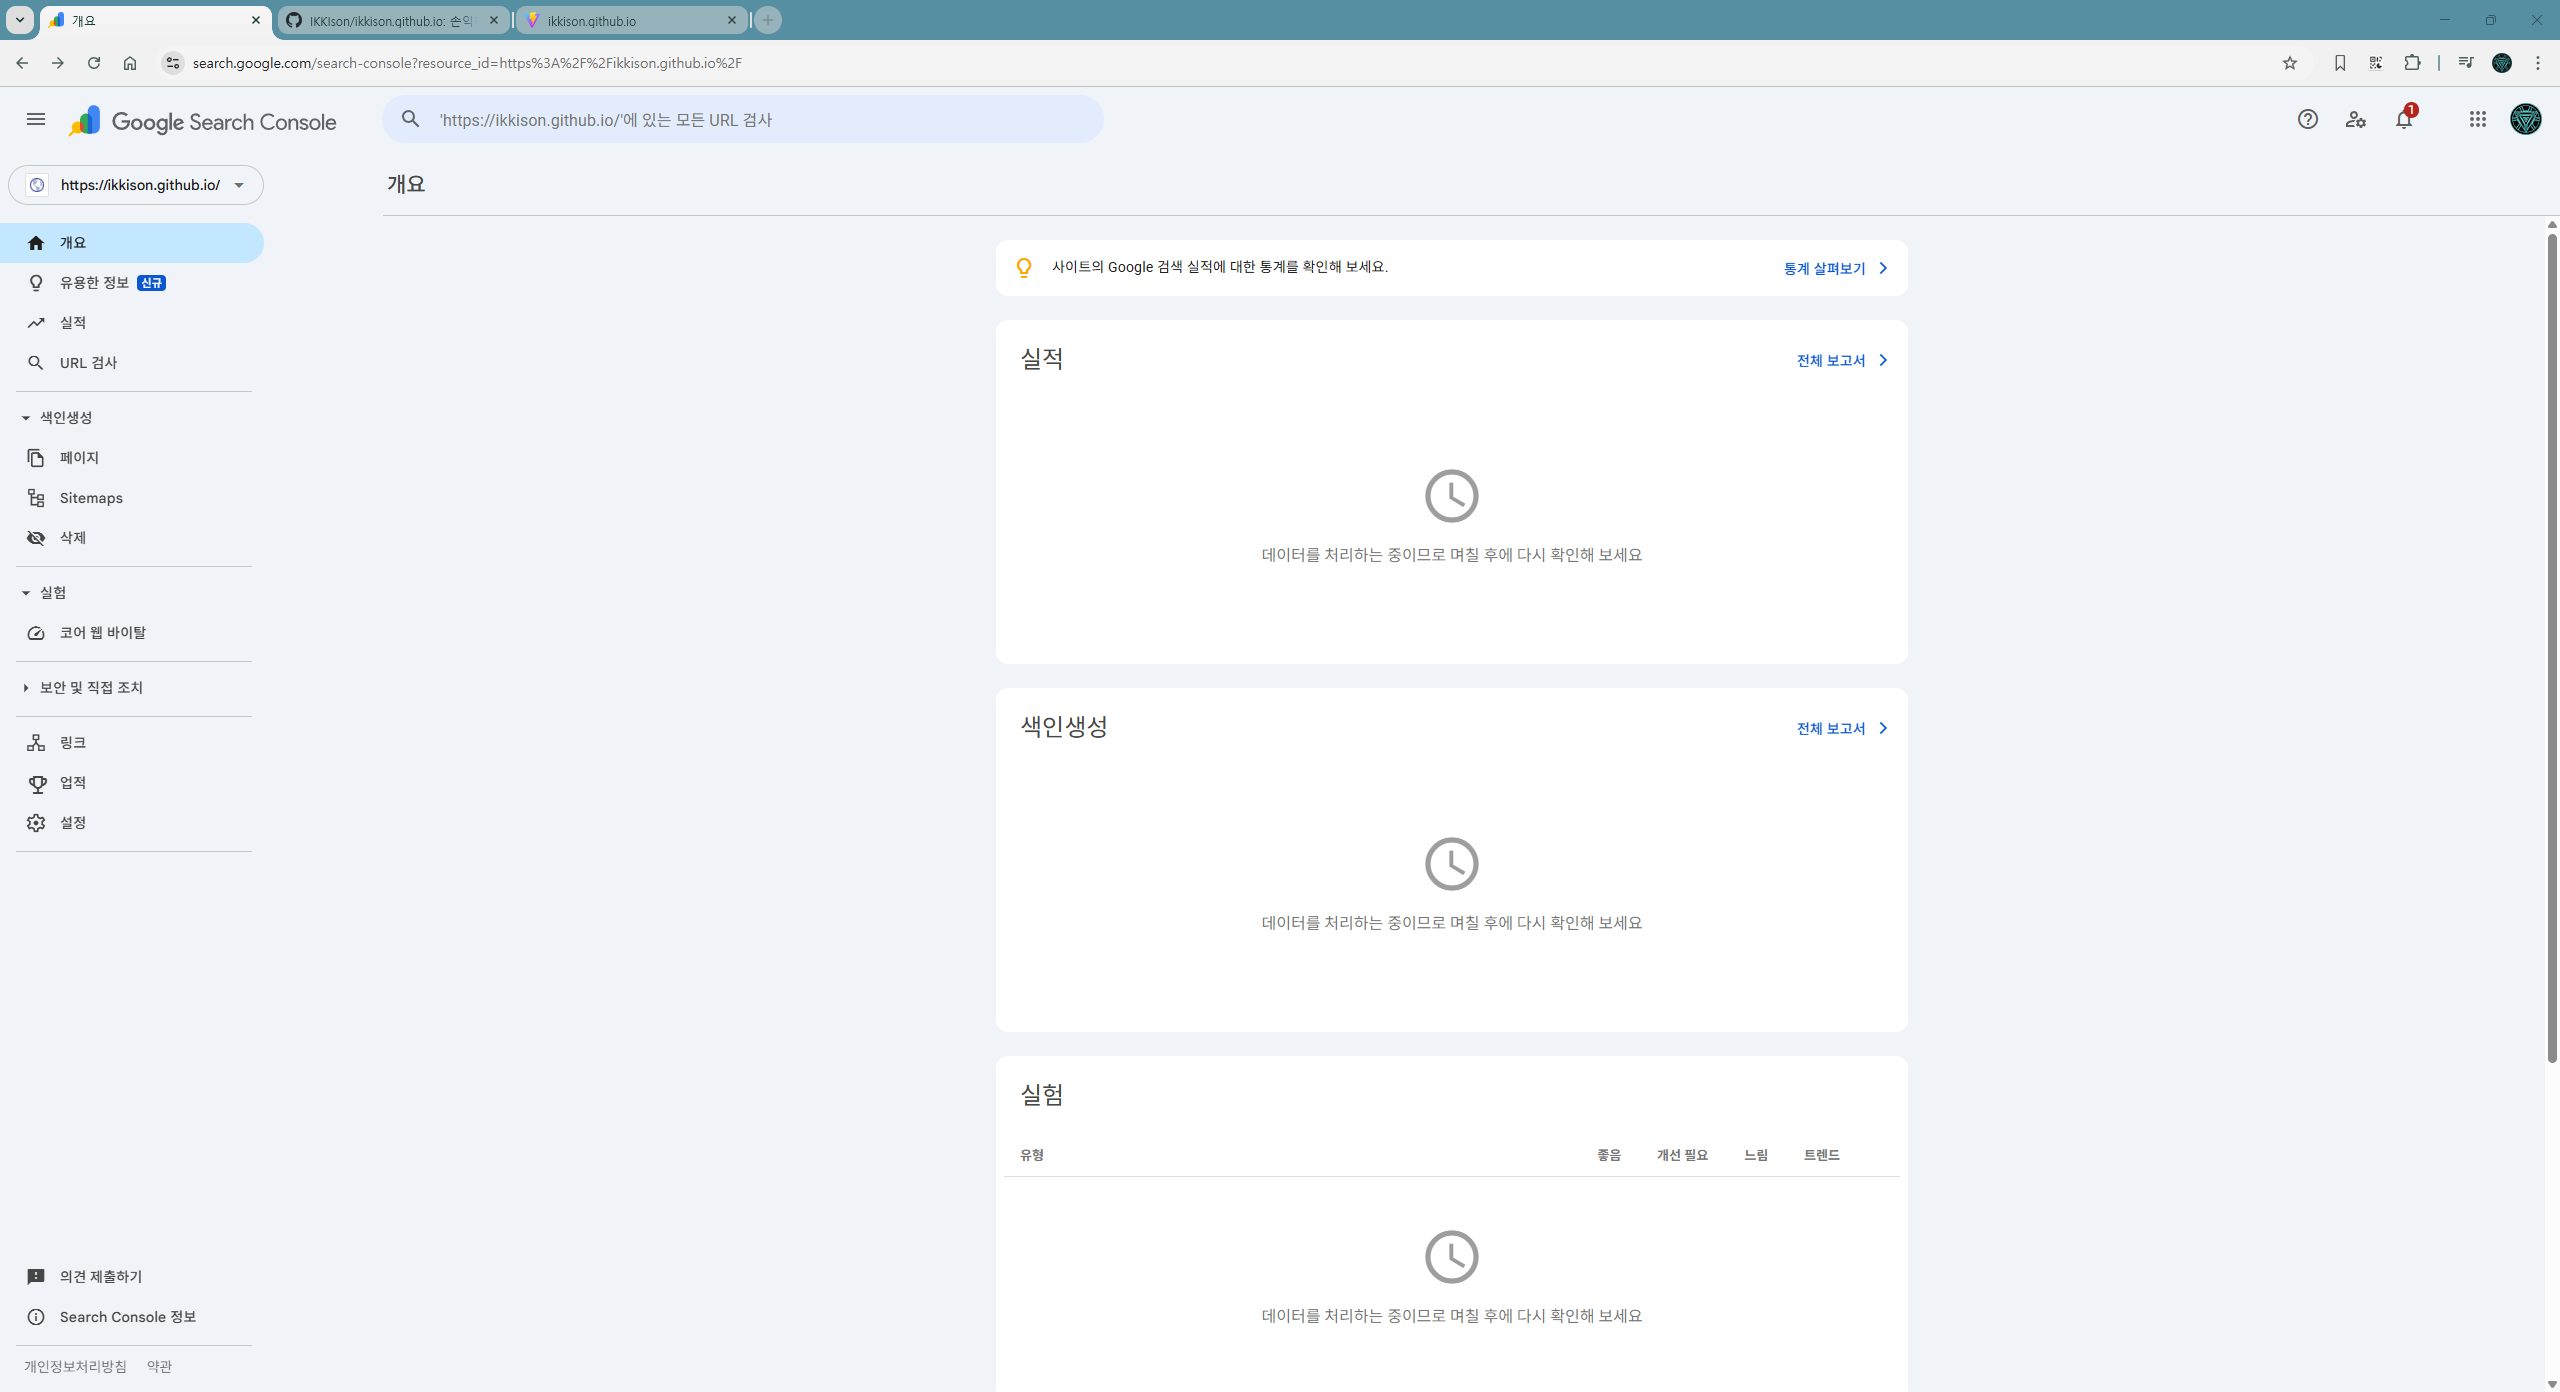 개요
IKKIson/ikkison.github.io: 손익
ikkison.github.io
search.google.com/search-console?resource_id=https%3A%2F%2Fikkison.github.io%2F
Google Search Console
'https://ikkison.github.io/'에 있는 모든 URL 검사
1
https://ikkison.github.io/
개요
개요
유용한 정보 신규
실적
URL 검사
색인생성
페이지
Sitemaps
삭제
실험
코어 웹 바이탈
보안 및 직접 조치
링크
업적
설정
의견 제출하기
Search Console 정보
개인정보처리방침 약관
사이트의 Google 검색 실적에 대한 통계를 확인해 보세요.
통계 살펴보기
실적
전체 보고서
데이터를 처리하는 중이므로 며칠 후에 다시 확인해 보세요
색인생성
전체 보고서
데이터를 처리하는 중이므로 며칠 후에 다시 확인해 보세요
실험
유형 좋음 개선 필요 느림 트렌드
데이터를 처리하는 중이므로 며칠 후에 다시 확인해 보세요